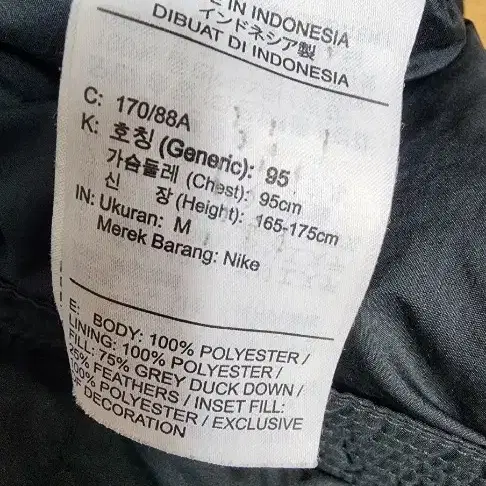 E IN INDONESIA
インドネシア製
DIBUAT DI INDONESIA
C: 170/88A
K: 호칭 (Generic): 95
가슴둘레 (Chest): 95cm
신 장 (Height): 165-175cm
IN: Ukuran: M
Merek Barang: Nike
E: BODY: 100% POLYESTER /
LINING: 100% POLYESTER /
FILL: 75% GREY DUCK DOWN /
25% FEATHERS / INSET FILL:
100% POLYESTER / EXCLUSIVE
OF DECORATION